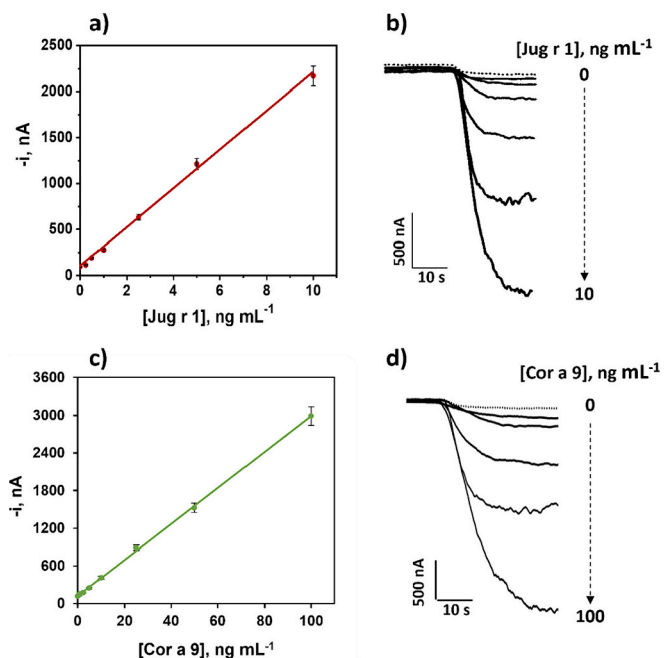 a)
2500
2000
1500
1000
500
0
-i, nA
0 2 4 6 8 10
[Jug r 1], ng mL⁻¹
b)
[Jug r 1], ng mL⁻¹
0
10
500 nA
10 s
c)
3600
3000
2400
1800
1200
600
0
-i, nA
0 20 40 60 80 100
[Cor a 9], ng mL⁻¹
d)
[Cor a 9], ng mL⁻¹
0
100
500 nA
10 s